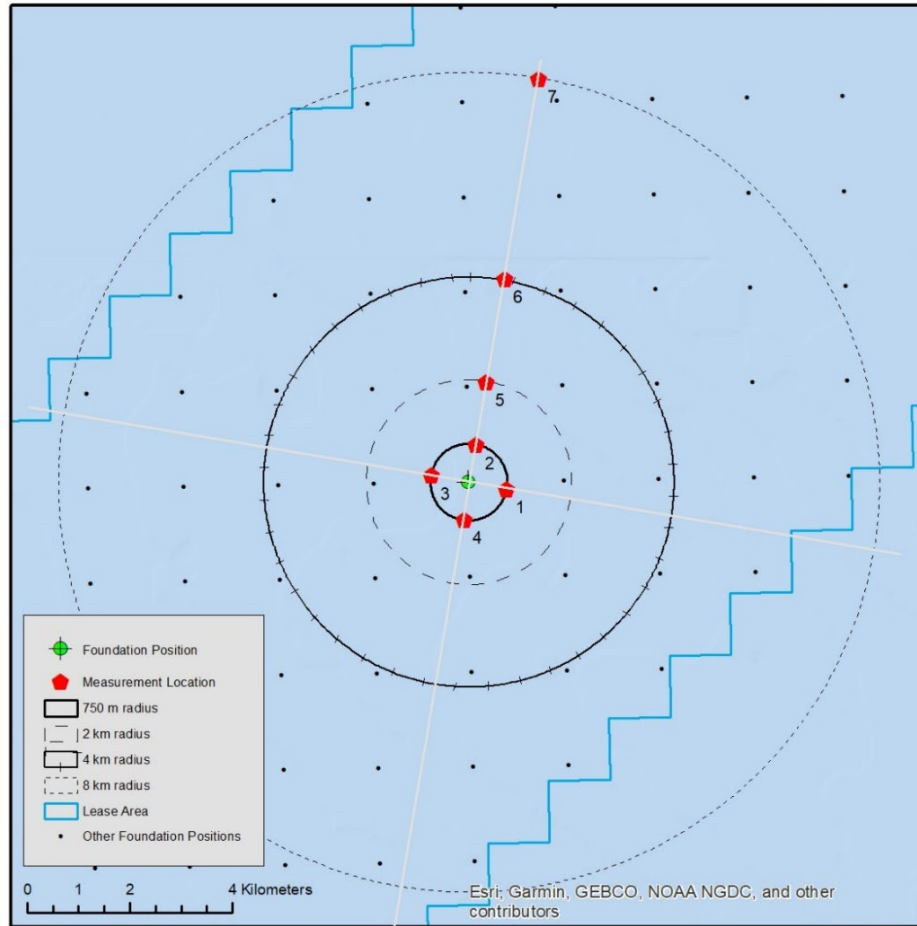 7
6
5
2
3
1
4
Foundation Position
Measurement Location
750 m radius
2 km radius
4 km radius
8 km radius
Lease Area
Other Foundation Positions
0 1 2 4 Kilometers
Esri, Garmin, GEBCO, NOAA NGDC, and other
contributors